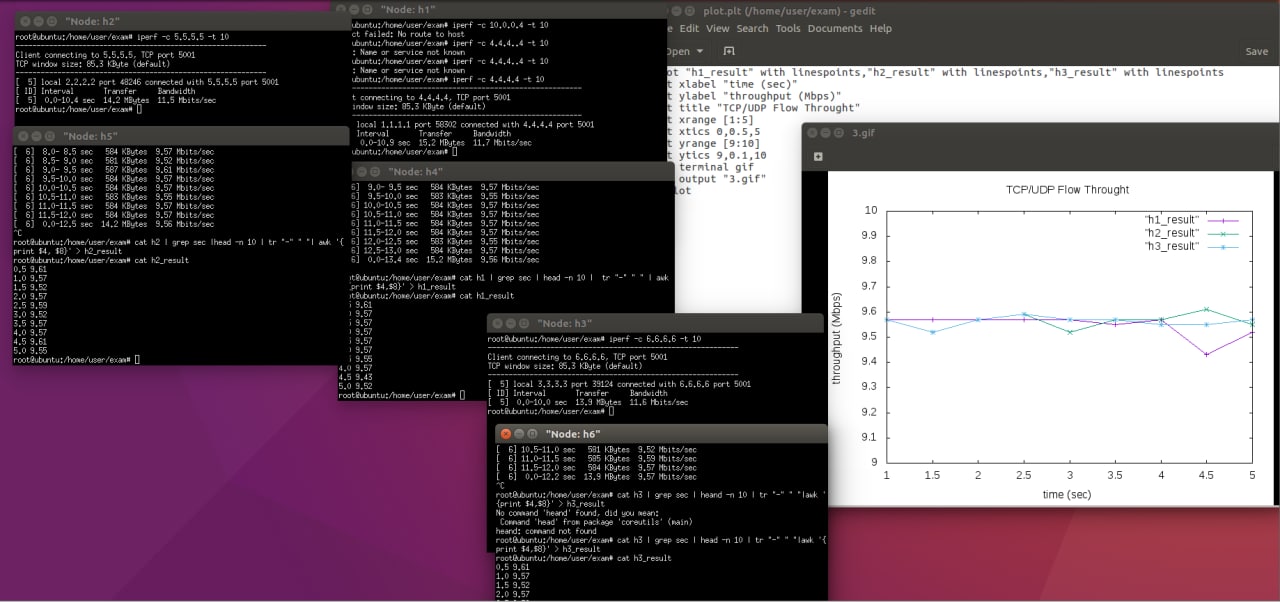 "Node: h2"
root@ubuntu:/home/user/exam# iperf -c 5.5.5.5 -t 10
------------------------------------------------------------
Client connecting to 5.5.5.5, TCP port 5001
TCP window size: 85.3 KByte (default)
------------------------------------------------------------
[  5] local 2.2.2.2 port 48246 connected with 5.5.5.5 port 5001
[ ID] Interval       Transfer     Bandwidth
[  5]  0.0-10.4 sec  14.2 MBytes  11.5 Mbits/sec
root@ubuntu:/home/user/exam#
"Node: h5"
[  6]  8.0- 8.5 sec   584 KBytes  9.57 Mbits/sec
[  6]  8.5- 9.0 sec   581 KBytes  9.52 Mbits/sec
[  6]  9.0- 9.5 sec   587 KBytes  9.61 Mbits/sec
[  6]  9.5-10.0 sec   584 KBytes  9.57 Mbits/sec
[  6] 10.0-10.5 sec   584 KBytes  9.57 Mbits/sec
[  6] 10.5-11.0 sec   583 KBytes  9.55 Mbits/sec
[  6] 11.0-11.5 sec   584 KBytes  9.57 Mbits/sec
[  6] 11.5-12.0 sec   584 KBytes  9.57 Mbits/sec
[  6]  0.0-12.5 sec  14.2 MBytes  9.56 Mbits/sec
^C
root@ubuntu:/home/user/exam# cat h2 | grep sec |head -n 10 | tr "-" " "| awk '{
print $4, $8}' > h2_result
root@ubuntu:/home/user/exam# cat h2_result
0.5 9.61
1.0 9.57
1.5 9.52
2.0 9.57
2.5 9.59
3.0 9.52
3.5 9.57
4.0 9.57
4.5 9.61
5.0 9.55
root@ubuntu:/home/user/exam#
"Node: h1"
ubuntu:/home/user/exam# iperf -c 10.0.0.4 -t 10
ct failed: No route to host
ubuntu:/home/user/exam# iperf -c 4.4.4..4 -t 10
: Name or service not known
ubuntu:/home/user/exam# iperf -c 4.4.4..4 -t 10
: Name or service not known
ubuntu:/home/user/exam# iperf -c 4.4.4.4 -t 10
------------------------------------------------------------
t connecting to 4.4.4.4, TCP port 5001
indow size: 85.3 KByte (default)
------------------------------------------------------------
local 1.1.1.1 port 58302 connected with 4.4.4.4 port 5001
Interval       Transfer     Bandwidth
0.0-10.9 sec  15.2 MBytes  11.7 Mbits/sec
ubuntu:/home/user/exam#
"Node: h4"
6]  9.0- 9.5 sec   584 KBytes  9.57 Mbits/sec
6]  9.5-10.0 sec   583 KBytes  9.55 Mbits/sec
6] 10.0-10.5 sec   584 KBytes  9.57 Mbits/sec
6] 10.5-11.0 sec   584 KBytes  9.57 Mbits/sec
6] 11.0-11.5 sec   584 KBytes  9.57 Mbits/sec
6] 11.5-12.0 sec   584 KBytes  9.57 Mbits/sec
6] 12.0-12.5 sec   583 KBytes  9.55 Mbits/sec
6] 12.5-13.0 sec   584 KBytes  9.57 Mbits/sec
6]  0.0-13.4 sec  15.2 MBytes  9.56 Mbits/sec
t@ubuntu:/home/user/exam# cat h1 | grep sec | head -n 10 |  tr "-" " " | awk
{print $4,$8}' > h1_result
t@ubuntu:/home/user/exam# cat h1_result
9.61
9.57
9.57
9.57
9.57
9.57
9.55
4.0 9.57
4.5 9.43
5.0 9.52
root@ubuntu:/home/user/exam#
"Node: h3"
root@ubuntu:/home/user/exam# iperf -c 6.6.6.6 -t 10
------------------------------------------------------------
Client connecting to 6.6.6.6, TCP port 5001
TCP window size: 85.3 KByte (default)
------------------------------------------------------------
[  5] local 3.3.3.3 port 39124 connected with 6.6.6.6 port 5001
[ ID] Interval       Transfer     Bandwidth
[  5]  0.0-10.0 sec  13.9 MBytes  11.6 Mbits/sec
root@ubuntu:/home/user/exam#
"Node: h6"
[  6] 10.5-11.0 sec   581 KBytes  9.52 Mbits/sec
[  6] 11.0-11.5 sec   585 KBytes  9.59 Mbits/sec
[  6] 11.5-12.0 sec   584 KBytes  9.57 Mbits/sec
[  6]  0.0-12.2 sec  13.9 MBytes  9.57 Mbits/sec
^C
root@ubuntu:/home/user/exam# cat h3 | grep sec | heand -n 10 | tr "-" " "|awk '
{print $4,$8}' > h3_result
No command 'heand' found, did you mean:
Command 'head' from package 'coreutils' (main)
heand: command not found
root@ubuntu:/home/user/exam# cat h3 | grep sec | head -n 10 | tr "-" " "|awk '{
print $4,$8}' > h3_result
root@ubuntu:/home/user/exam# cat h3_result
0.5 9.61
1.0 9.57
1.5 9.52
2.0 9.57
plot.plt (/home/user/exam) - gedit
e Edit View Search Tools Documents Help
Open
Save
ot "h1_result" with linespoints,"h2_result" with linespoints,"h3_result" with linespoints
t xlabel "time (sec)"
t ylabel "throughput (Mbps)"
t title "TCP/UDP Flow Throught"
t xrange [1:5]
t xtics 0,0.5,5
t yrange [9:10]
t ytics 9,0.1,10
terminal gif
output "3.gif"
lot
3.gif
TCP/UDP Flow Throught
"h1_result"
"h2_result"
"h3_result"
10
9.9
9.8
9.7
9.6
9.5
9.4
9.3
9.2
9.1
9
throughput (Mbps)
1 1.5 2 2.5 3 3.5 4 4.5 5
time (sec)